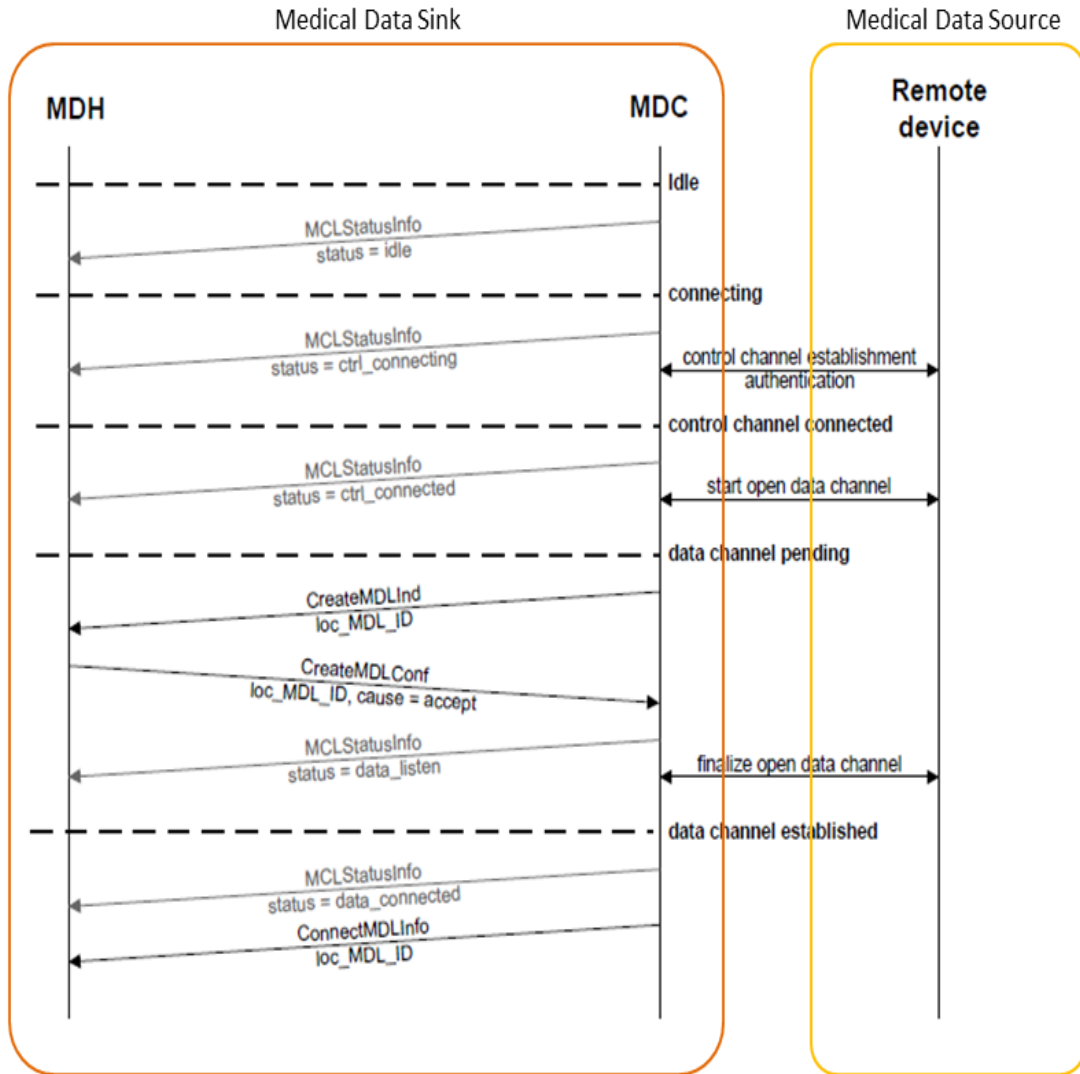 Medical Data Sink
Medical Data Source
MDH
MDC
Remote
device
Idle
MCLStatusInfo
status = idle
connecting
MCLStatusInfo
status = ctrl_connecting
control channel establishment
authentication
control channel connected
MCLStatusInfo
status = ctrl_connected
start open data channel
data channel pending
CreateMDLInd
loc_MDL_ID
CreateMDLConf
loc_MDL_ID, cause = accept
MCLStatusInfo
status = data_listen
finalize open data channel
data channel established
MCLStatusInfo
status = data_connected
ConnectMDLInfo
loc_MDL_ID